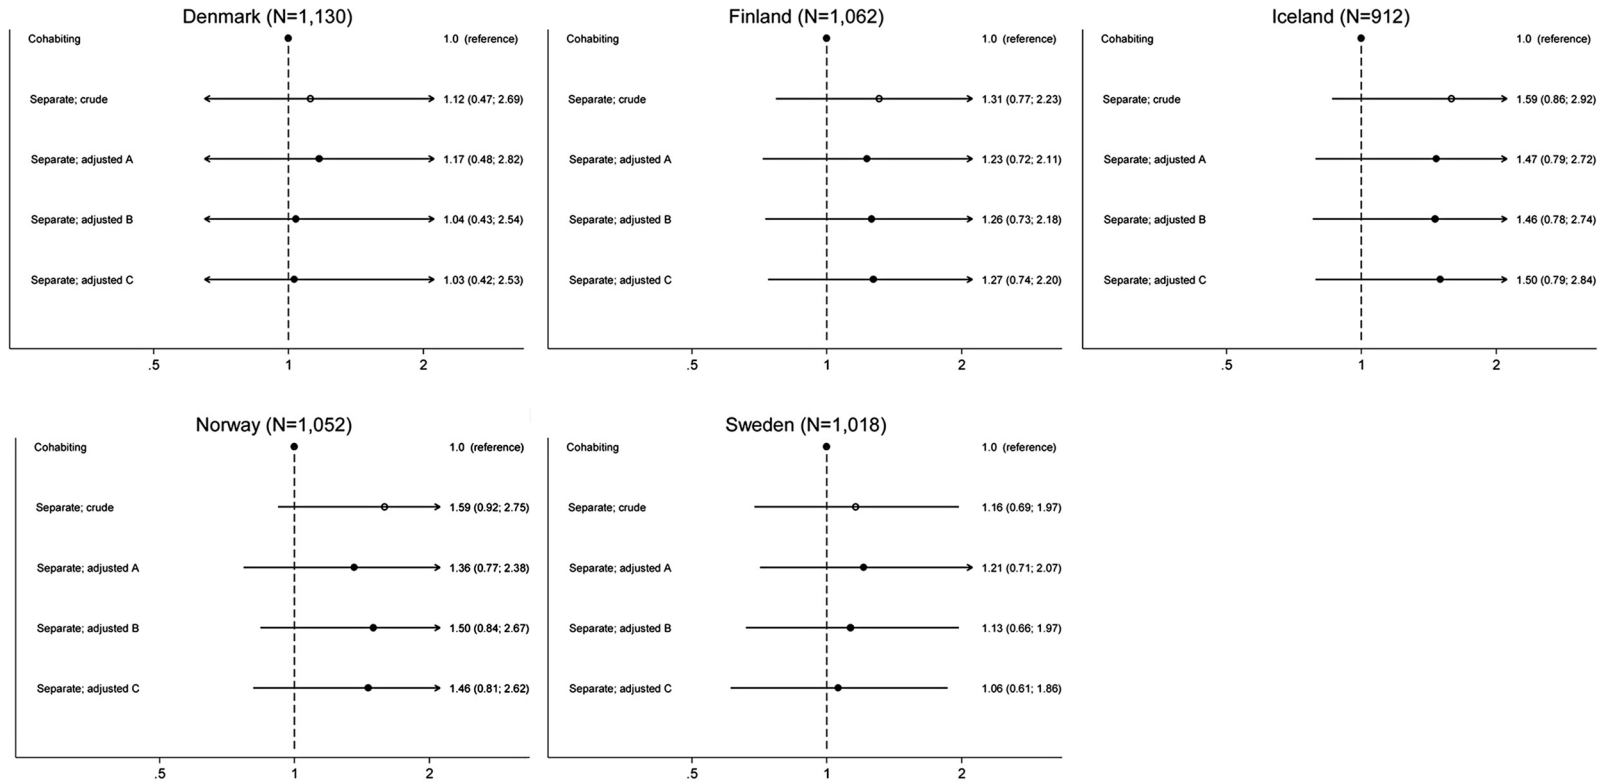 Denmark (N=1,130)
Cohabiting 1.0 (reference)
Separate; crude 1.12 (0.47; 2.69)
Separate; adjusted A 1.17 (0.48; 2.82)
Separate; adjusted B 1.04 (0.43; 2.54)
Separate; adjusted C 1.03 (0.42; 2.53)
.5 1 2
Finland (N=1,062)
Cohabiting 1.0 (reference)
Separate; crude 1.31 (0.77; 2.23)
Separate; adjusted A 1.23 (0.72; 2.11)
Separate; adjusted B 1.26 (0.73; 2.18)
Separate; adjusted C 1.27 (0.74; 2.20)
.5 1 2
Iceland (N=912)
Cohabiting 1.0 (reference)
Separate; crude 1.59 (0.86; 2.92)
Separate; adjusted A 1.47 (0.79; 2.72)
Separate; adjusted B 1.46 (0.78; 2.74)
Separate; adjusted C 1.50 (0.79; 2.84)
.5 1 2
Norway (N=1,052)
Cohabiting 1.0 (reference)
Separate; crude 1.59 (0.92; 2.75)
Separate; adjusted A 1.36 (0.77; 2.38)
Separate; adjusted B 1.50 (0.84; 2.67)
Separate; adjusted C 1.46 (0.81; 2.62)
.5 1 2
Sweden (N=1,018)
Cohabiting 1.0 (reference)
Separate; crude 1.16 (0.69; 1.97)
Separate; adjusted A 1.21 (0.71; 2.07)
Separate; adjusted B 1.13 (0.66; 1.97)
Separate; adjusted C 1.06 (0.61; 1.86)
.5 1 2